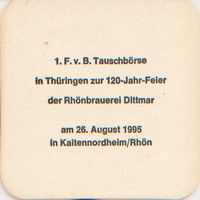 1. F. v. B. Tauschbörse
in Thüringen zur 120-Jahr-Feier
der Rhönbrauerei Dittmar
am 26. August 1995
in Kaltennordheim/Rhön